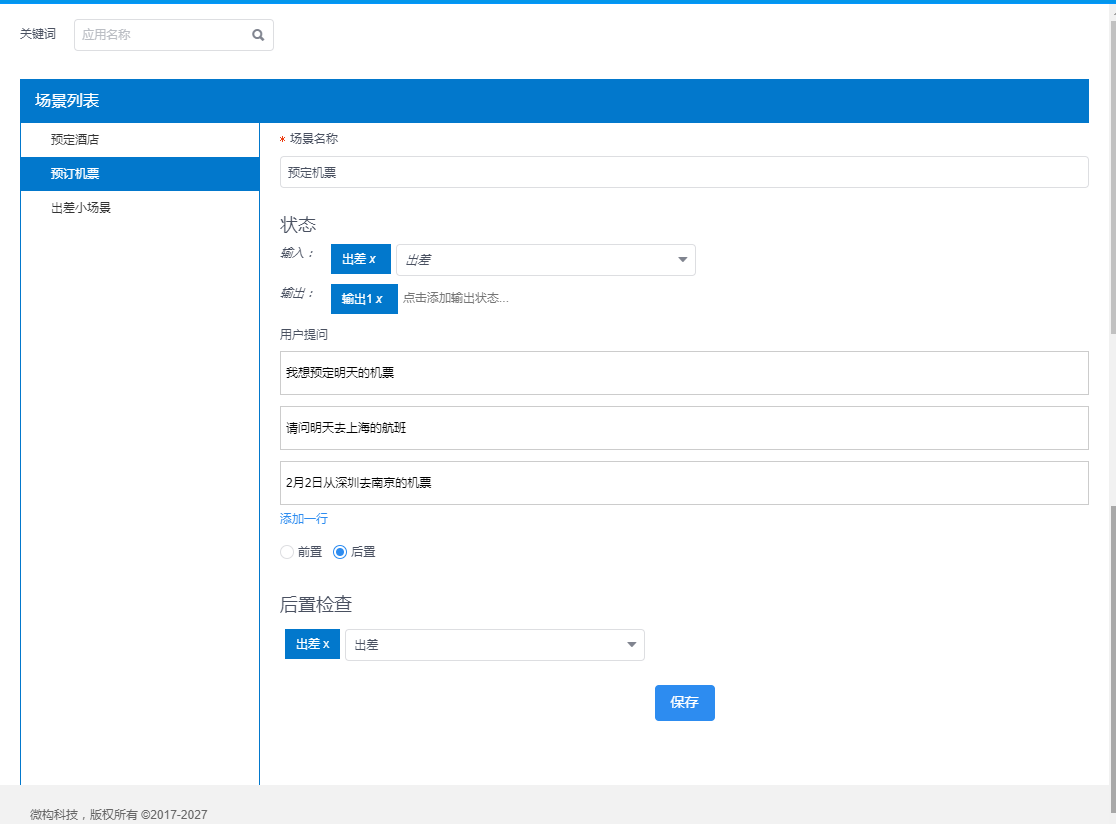 关键词 应用名称
场景列表
预定酒店
预订机票
出差小场景
* 场景名称
预定机票
状态
输入： 出差 x 出差
输出： 输出1 x 点击添加输出状态...
用户提问
我想预定明天的机票
请问明天去上海的航班
2月2日从深圳去南京的机票
添加一行
前置 后置
后置检查
出差 x 出差
保存
微构科技，版权所有 ©2017-2027